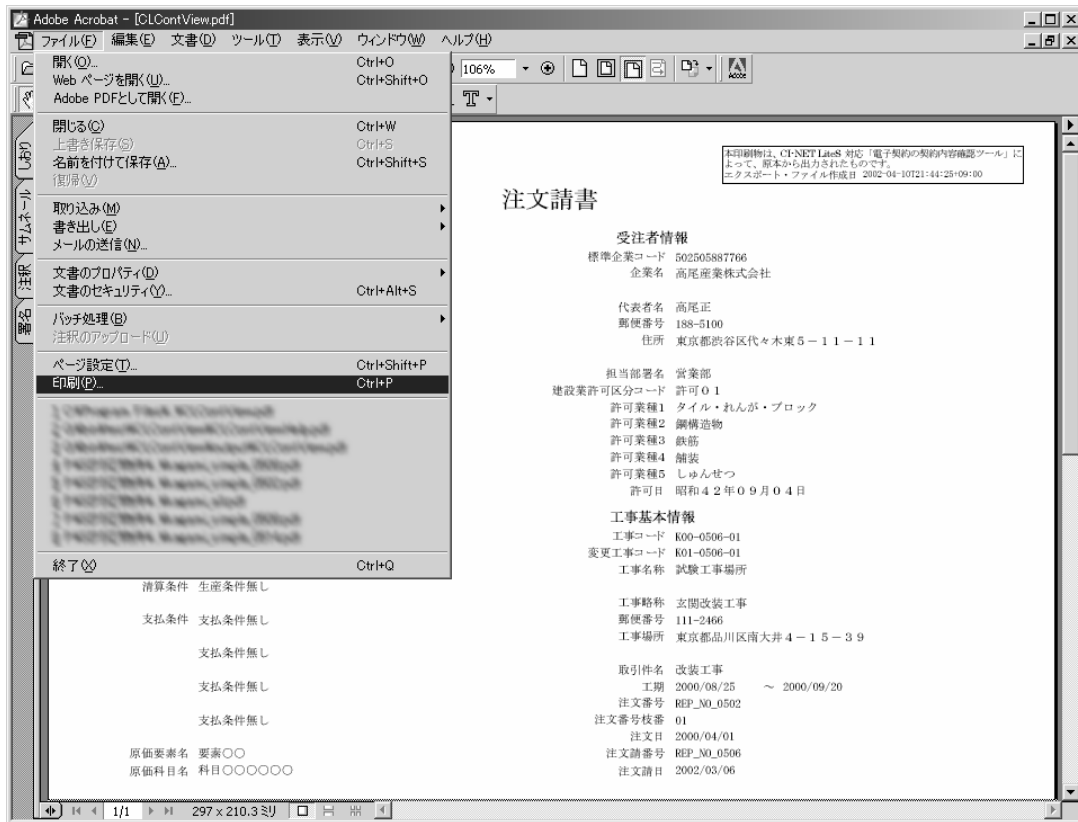 Adobe Acrobat - [CLContView.pdf]
ファイル(F) 編集(E) 文書(D) ツール(T) 表示(V) ウィンドウ(W) ヘルプ(H)
106%
Adobe
開く(O)... Ctrl+O
Web ページを開く(U)... Ctrl+Shift+O
Adobe PDFとして開く(F)...
閉じる(C) Ctrl+W
上書き保存(S) Ctrl+S
名前を付けて保存(A)... Ctrl+Shift+S
復帰(V)
取り込み(M)
書き出し(E)
メールの送信(N)...
文書のプロパティ(D)
文書のセキュリティ(Y)... Ctrl+Alt+S
バッチ処理(B)
注釈のアップロード(L)
ページ設定(T)... Ctrl+Shift+P
印刷(P)... Ctrl+P
終了(X) Ctrl+Q
しおり
サムネール
注釈
署名
本印刷物は、CI-NET LiteS 対応「電子契約の契約内容確認ツール」に
よって、原本から出力されたものです。
エクスポート・ファイル作成日 2002-04-10T21:44:25+09:00
注文請書
受注者情報
標準企業コード 502505887766
企業名 高尾産業株式会社
代表者名 高尾正
郵便番号 188-5100
住所 東京都渋谷区代々木東5-11-11
担当部署名 営業部
建設業許可区分コード 許可01
許可業種1 タイル・れんが・ブロック
許可業種2 鋼構造物
許可業種3 鉄筋
許可業種4 舗装
許可業種5 しゅんせつ
許可日 昭和42年09月04日
工事基本情報
工事コード K00-0506-01
変更工事コード K01-0506-01
工事名称 試験工事場所
工事略称 玄関改装工事
郵便番号 111-2466
工事場所 東京都品川区南大井4-15-39
取引件名 改装工事
工期 2000/08/25 ～ 2000/09/20
注文番号 REP_NO_0502
注文番号枝番 01
注文日 2000/04/01
注文請番号 REP_NO_0506
注文請日 2002/03/06
清算条件 生産条件無し
支払条件 支払条件無し
支払条件無し
支払条件無し
支払条件無し
原価要素名 要素〇〇
原価科目名 科目〇〇〇〇〇〇
1/1 297 x 210.3 ミリ